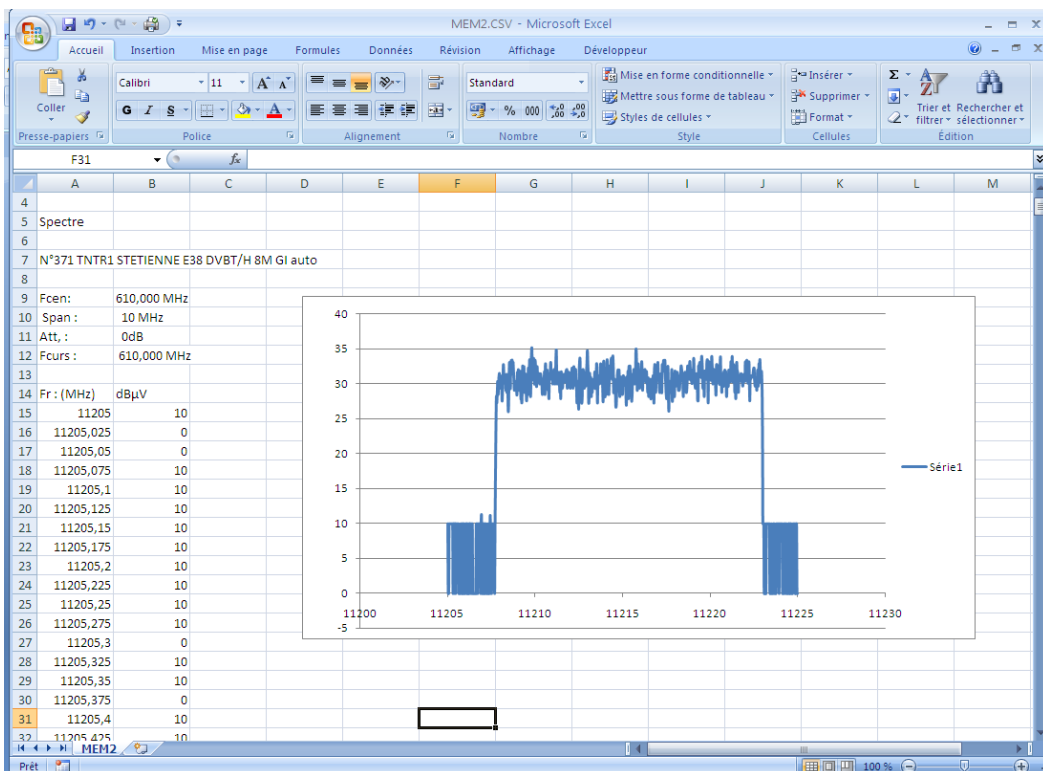 MEM2.CSV - Microsoft Excel
Accueil Insertion Mise en page Formules Données Révision Affichage Développeur
Coller
Calibri 11 A A
G I S A
Standard
% 000 ,00 ,00
Mise en forme conditionnelle
Mettre sous forme de tableau
Styles de cellules
Insérer
Supprimer
Format
Σ
Trier et filtrer
Rechercher et sélectionner
Presse-papiers Police Alignement Nombre Style Cellules Édition
F31 fx
A B C D E F G H I J K L M
4
5 Spectre
6
7 N°371 TNTR1 STETIENNE E38 DVBT/H 8M GI auto
8
9 Fcen: 610,000 MHz
10 Span : 10 MHz
11 Att, : 0dB
12 Fcurs : 610,000 MHz
13
14 Fr : (MHz) dBµV
15 11205 10
16 11205,025 0
17 11205,05 0
18 11205,075 10
19 11205,1 10
20 11205,125 10
21 11205,15 10
22 11205,175 10
23 11205,2 10
24 11205,225 10
25 11205,25 10
26 11205,275 10
27 11205,3 0
28 11205,325 10
29 11205,35 10
30 11205,375 0
31 11205,4 10
32 11205,425 10
40
35
30
25
20
15
10
5
0
-5
11200 11205 11210 11215 11220 11225 11230
Série1
MEM2
Prêt 100 %